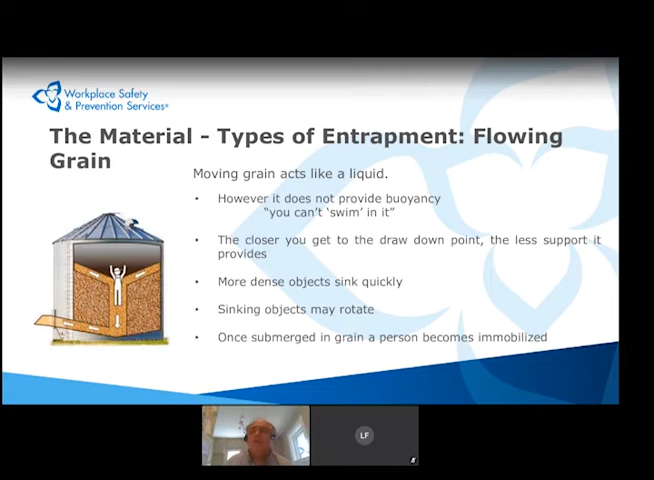 Workplace Safety
& Prevention Services®
The Material - Types of Entrapment: Flowing
Grain
Moving grain acts like a liquid.
• However it does not provide buoyancy
"you can't 'swim' in it"
• The closer you get to the draw down point, the less support it
provides
• More dense objects sink quickly
• Sinking objects may rotate
• Once submerged in grain a person becomes immobilized
LF